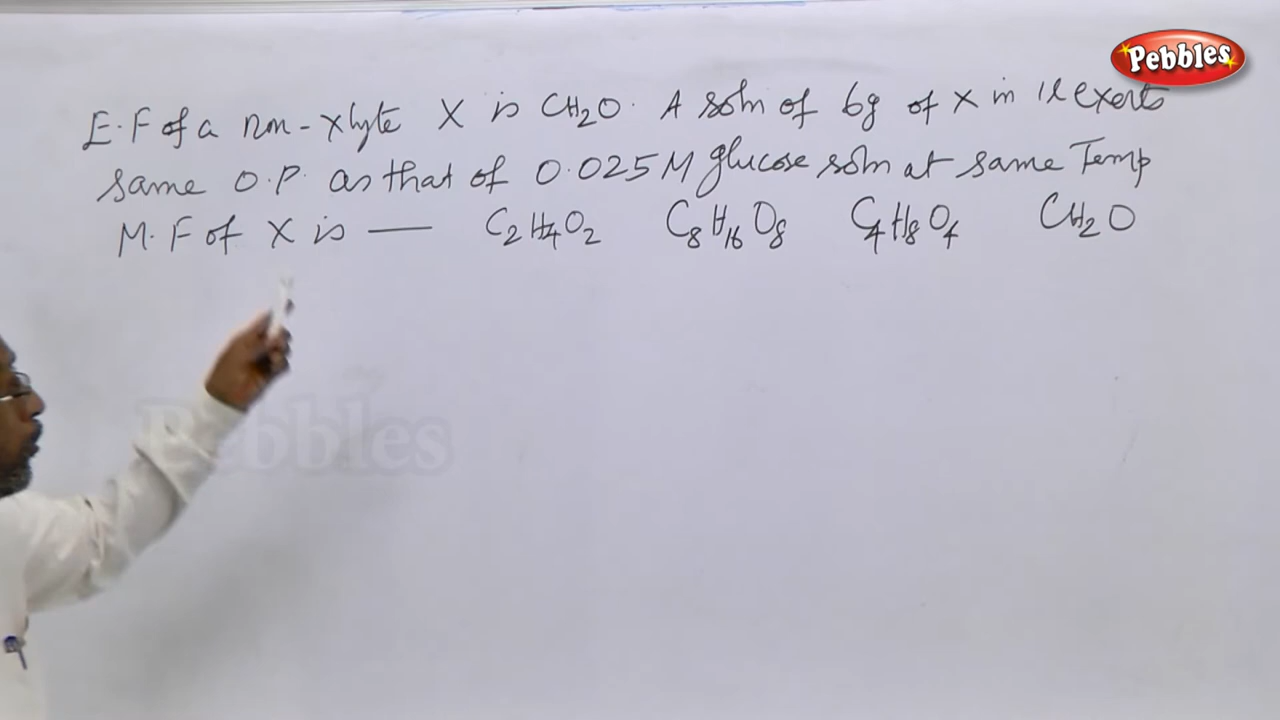 Pebbles
E.F of a non-xlyte X is CH₂O. A soln of 6g of X in 1l exerts
same O.P. as that of 0.025M glucose soln at same Temp
M.F of X is — C₂H₄O₂ C₈H₁₆O₈ C₄H₈O₄ CH₂O
Pebbles